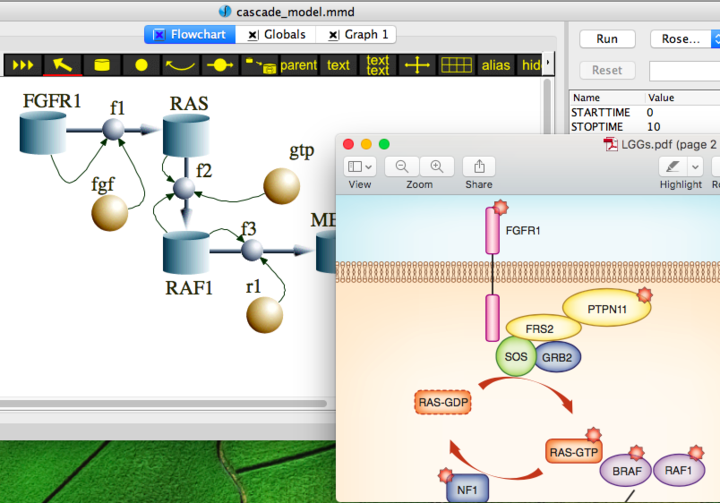 cascade_model.mmd
Flowchart
Globals
Graph 1
parent
text
text
text
alias
hid
FGFR1
f1
RAS
f2
gtp
fgf
f3
ME
RAF1
r1
Run
Rose...
Reset
Name Value
STARTTIME 0
STOPTIME 10
LGGs.pdf (page 2
View
Zoom
Share
Highlight
Ro
FGFR1
PTPN11
FRS2
SOS
GRB2
RAS-GDP
RAS-GTP
BRAF
RAF1
NF1